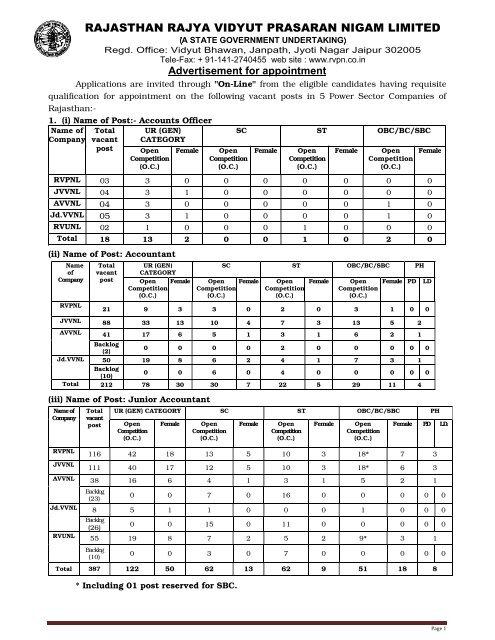 RAJASTHAN RAJYA VIDYUT PRASARAN NIGAM LIMITED
(A STATE GOVERNMENT UNDERTAKING)
Regd. Office: Vidyut Bhawan, Janpath, Jyoti Nagar Jaipur 302005
Tele-Fax: + 91-141-2740455 web site : www.rvpn.co.in
Advertisement for appointment
Applications are invited through "On-Line" from the eligible candidates having requisite
qualification for appointment on the following vacant posts in 5 Power Sector Companies of
Rajasthan:-
1. (i) Name of Post:- Accounts Officer
Name of Company Total vacant post UR (GEN) CATEGORY SC ST OBC/BC/SBC
Open Competition (O.C.) Female Open Competition (O.C.) Female Open Competition (O.C.) Female Open Competition (O.C.) Female
RVPNL 03 3 0 0 0 0 0 0 0
JVVNL 04 3 1 0 0 0 0 0 0
AVVNL 04 3 0 0 0 0 0 1 0
Jd.VVNL 05 3 1 0 0 0 0 1 0
RVUNL 02 1 0 0 0 1 0 0 0
Total 18 13 2 0 0 1 0 2 0
(ii) Name of Post: Accountant
Name of Company Total vacant post UR (GEN) CATEGORY SC ST OBC/BC/SBC PH
Open Competition (O.C.) Female Open Competition (O.C.) Female Open Competition (O.C.) Female Open Competition (O.C.) Female PD LD
RVPNL 21 9 3 3 0 2 0 3 1 0 0
JVVNL 88 33 13 10 4 7 3 13 5 2
AVVNL 41 17 6 5 1 3 1 6 2 1
Backlog (2) 0 0 0 0 2 0 0 0 0 0
Jd.VVNL 50 19 8 6 2 4 1 7 3 1
Backlog (10) 0 0 6 0 4 0 0 0 0 0
Total 212 78 30 30 7 22 5 29 11 4
(iii) Name of Post: Junior Accountant
Name of Company Total vacant post UR (GEN) CATEGORY SC ST OBC/BC/SBC PH
Open Competition (O.C.) Female Open Competition (O.C.) Female Open Competition (O.C.) Female Open Competition (O.C.) Female PD LD
RVPNL 116 42 18 13 5 10 3 18* 7 3
JVVNL 111 40 17 12 5 10 3 18* 6 3
AVVNL 38 16 6 4 1 3 1 5 2 1
Backlog (23) 0 0 7 0 16 0 0 0 0 0
Jd.VVNL 8 5 1 1 0 0 0 1 0 0 0
Backlog (26) 0 0 15 0 11 0 0 0 0 0
RVUNL 55 19 8 7 2 5 2 9* 3 1
Backlog (10) 0 0 3 0 7 0 0 0 0 0
Total 387 122 50 62 13 62 9 51 18 8
* Including 01 post reserved for SBC.
Page 1